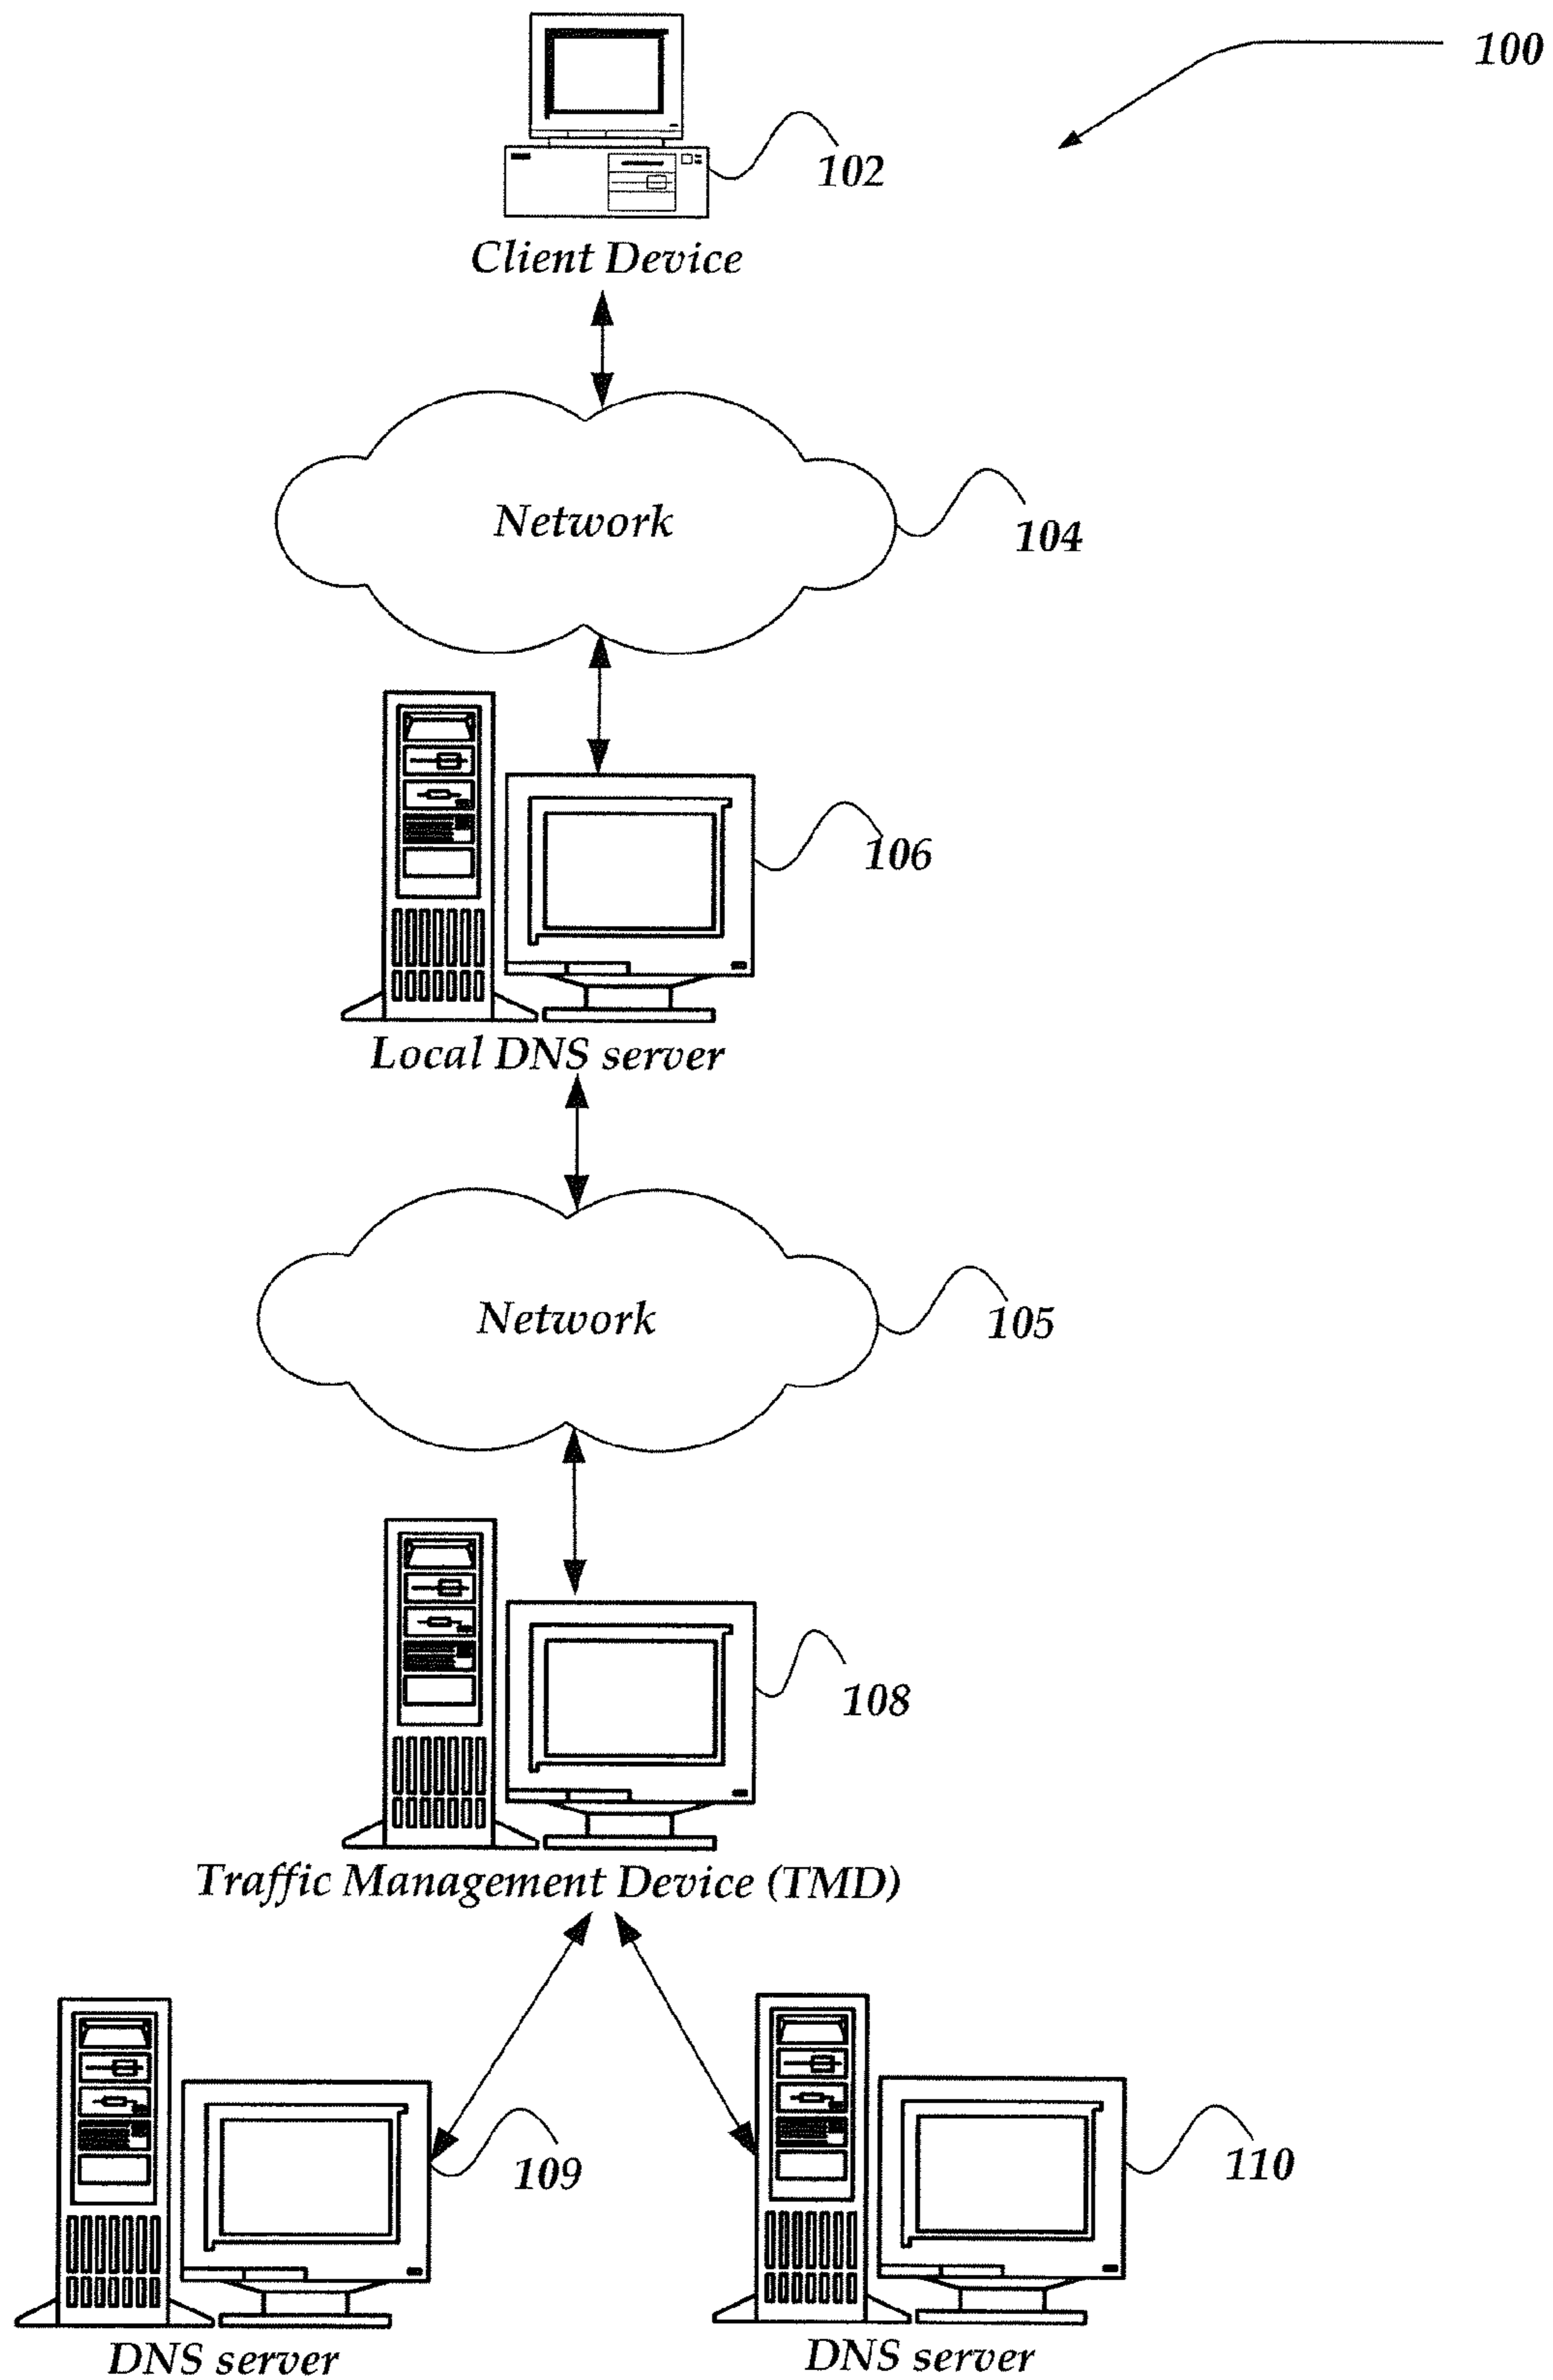 100
102
Client Device
Network
104
106
Local DNS server
Network
105
108
Traffic Management Device (TMD)
109
110
DNS server
DNS server